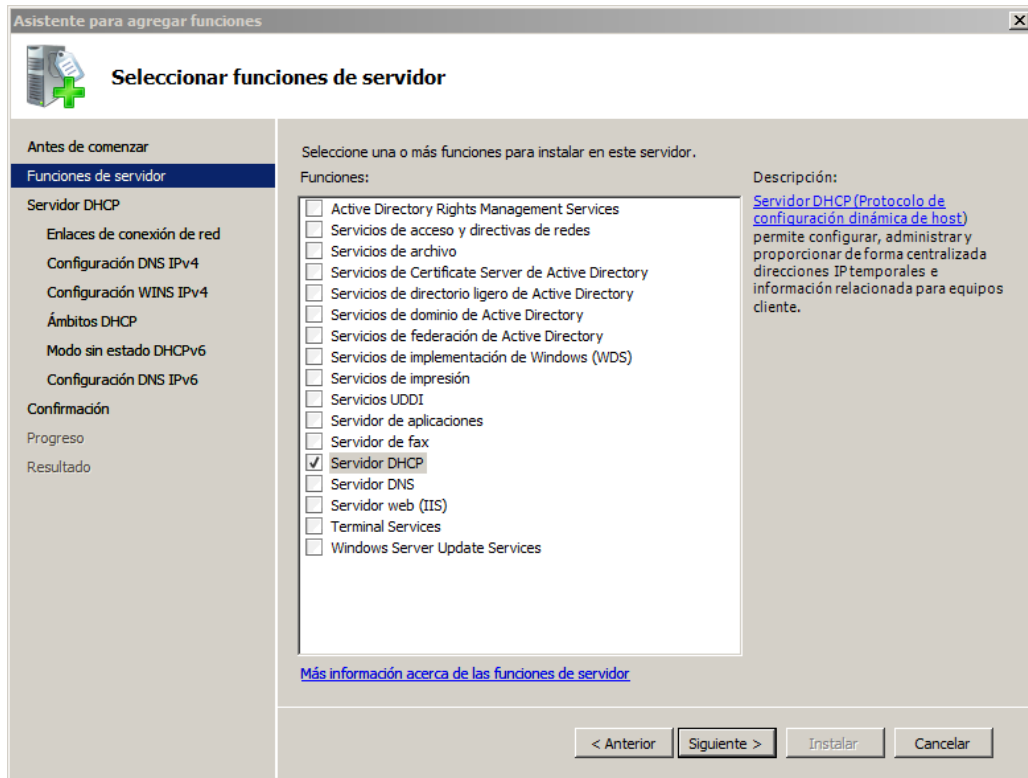 Asistente para agregar funciones
Seleccionar funciones de servidor
Antes de comenzar
Funciones de servidor
Servidor DHCP
Enlaces de conexión de red
Configuración DNS IPv4
Configuración WINS IPv4
Ámbitos DHCP
Modo sin estado DHCPv6
Configuración DNS IPv6
Confirmación
Progreso
Resultado
Seleccione una o más funciones para instalar en este servidor.
Funciones:
Active Directory Rights Management Services
Servicios de acceso y directivas de redes
Servicios de archivo
Servicios de Certificate Server de Active Directory
Servicios de directorio ligero de Active Directory
Servicios de dominio de Active Directory
Servicios de federación de Active Directory
Servicios de implementación de Windows (WDS)
Servicios de impresión
Servicios UDDI
Servidor de aplicaciones
Servidor de fax
Servidor DHCP
Servidor DNS
Servidor web (IIS)
Terminal Services
Windows Server Update Services
Más información acerca de las funciones de servidor
Descripción:
Servidor DHCP (Protocolo de
configuración dinámica de host)
permite configurar, administrar y
proporcionar de forma centralizada
direcciones IP temporales e
información relacionada para equipos
cliente.
< Anterior
Siguiente >
Instalar
Cancelar